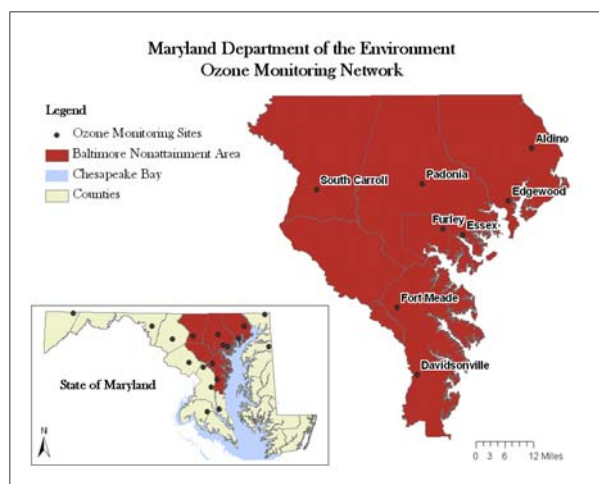 Maryland Department of the Environment
Ozone Monitoring Network
Legend
Ozone Monitoring Sites
Baltimore Nonattainment Area
Chesapeake Bay
Counties
Aldino
South Carroll
Padonia
Edgewood
Furley
Essex
Fort Meade
Davidsonville
State of Maryland
N
0 3 6 12 Miles